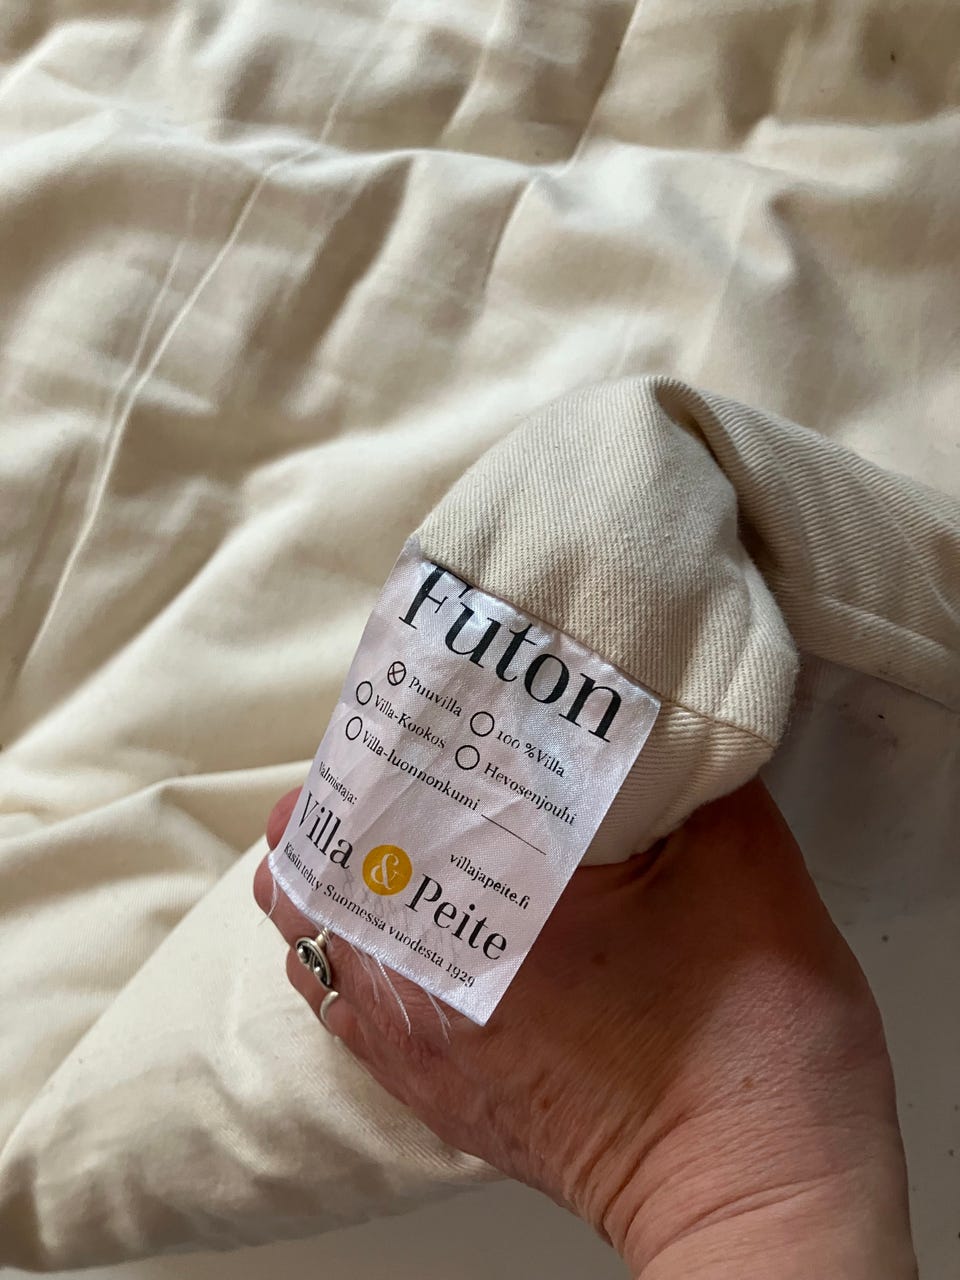 Futon
Puuvilla
100 % Villa
Villa-Kookos
Hevosenjouhi
Villa-luonnonkumi
Valmistaja:
villajapeite.fi
Villa & Peite
Käsin tehty Suomessa vuodesta 1929